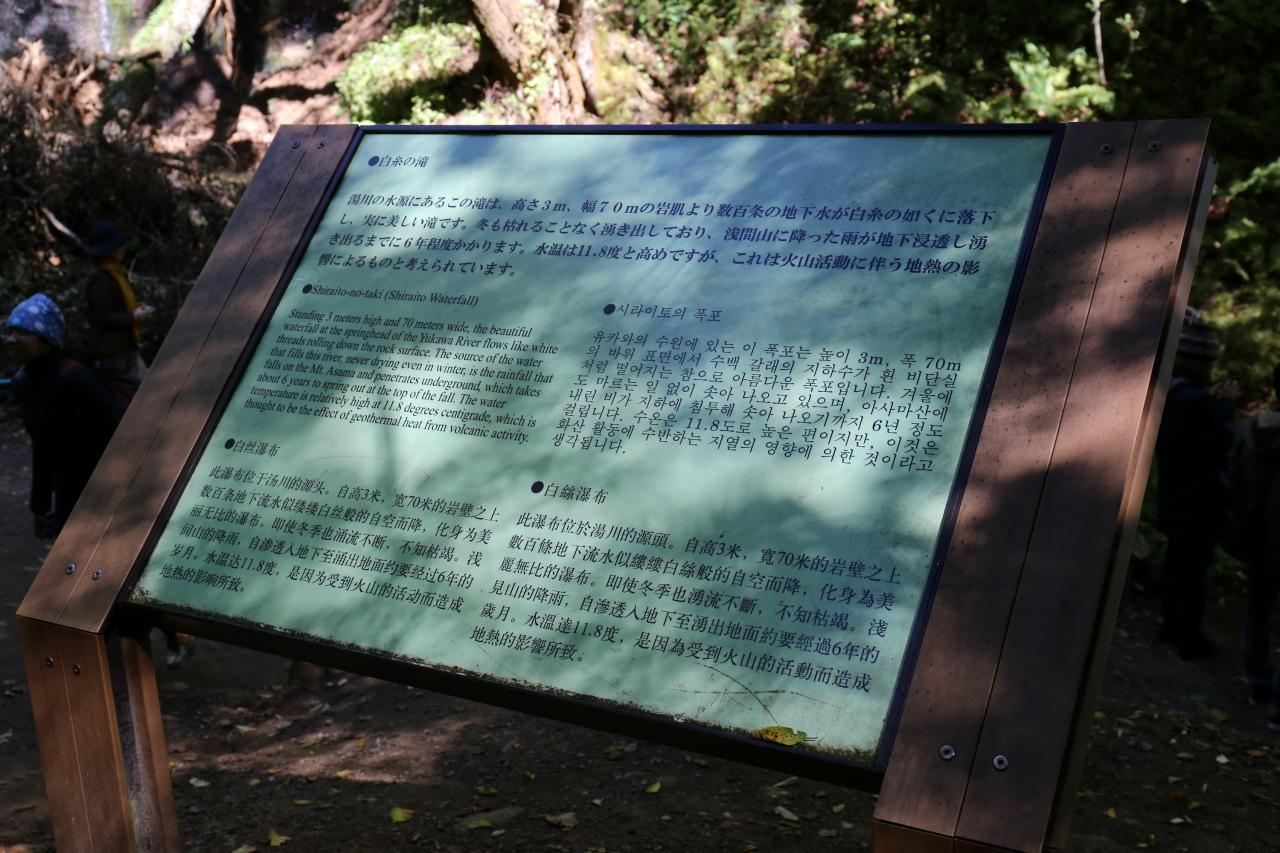 ●白糸の滝
湯川の水源にあるこの滝は、高さ3m、幅70mの岩肌より数百条の地下水が白糸の如くに落下
し、実に美しい滝です。冬も枯れることなく湧き出しており、浅間山に降った雨が地下浸透し湧
き出るまでに6年程度かかります。水温は11.8度と高めですが、これは火山活動に伴う地熱の影
響によるものと考えられています。
●Shiraito-no-taki (Shiraito Waterfall)
Standing 3 meters high and 70 meters wide, the beautiful
waterfall at the springhead of the Yukawa River flows like white
threads rolling down the rock surface. The source of the water
that fills this river, never drying even in winter, is the rainfall that
falls on the Mt. Asama and penetrates underground, which takes
about 6 years to spring out at the top of the fall. The water
temperature is relatively high at 11.8 degrees centigrade, which is
thought to be the effect of geothermal heat from volcanic activity.
●시라이토의 폭포
유카와의 수원에 있는 이 폭포는 높이 3m, 폭 70m
의 바위 표면에서 수백 갈래의 지하수가 흰 비단실
처럼 떨어지는 참으로 아름다운 폭포입니다. 겨울에
도 마르는 일 없이 솟아 나오고 있으며, 아사마산에
내린 비가 지하에 침투해 솟아 나오기까지 6년 정도
걸립니다. 수온은 11.8도로 높은 편이지만, 이것은
화산 활동에 수반하는 지열의 영향에 의한 것이라고
생각됩니다.
●白丝瀑布
此瀑布位于汤川的源头。自高3米，宽70米的岩壁之上
数百条地下流水似缕缕白丝般的自空而降，化身为美
丽无比的瀑布。即使冬季也涌流不断，不知枯竭。浅
间山的降雨，自渗透入地下至涌出地面约要经过6年的
岁月。水温达11.8度，是因为受到火山的活动而造成
地热的影响所致。
●白絲瀑布
此瀑布位於湯川的源頭。自高3米，寬70米的岩壁之上
數百條地下流水似縷縷白絲般的自空而降，化身為美
麗無比的瀑布。即使冬季也湧流不斷，不知枯竭。淺
見山的降雨，自滲透入地下至湧出地面約要經過6年的
歲月。水溫達11.8度，是因為受到火山的活動而造成
地熱的影響所致。